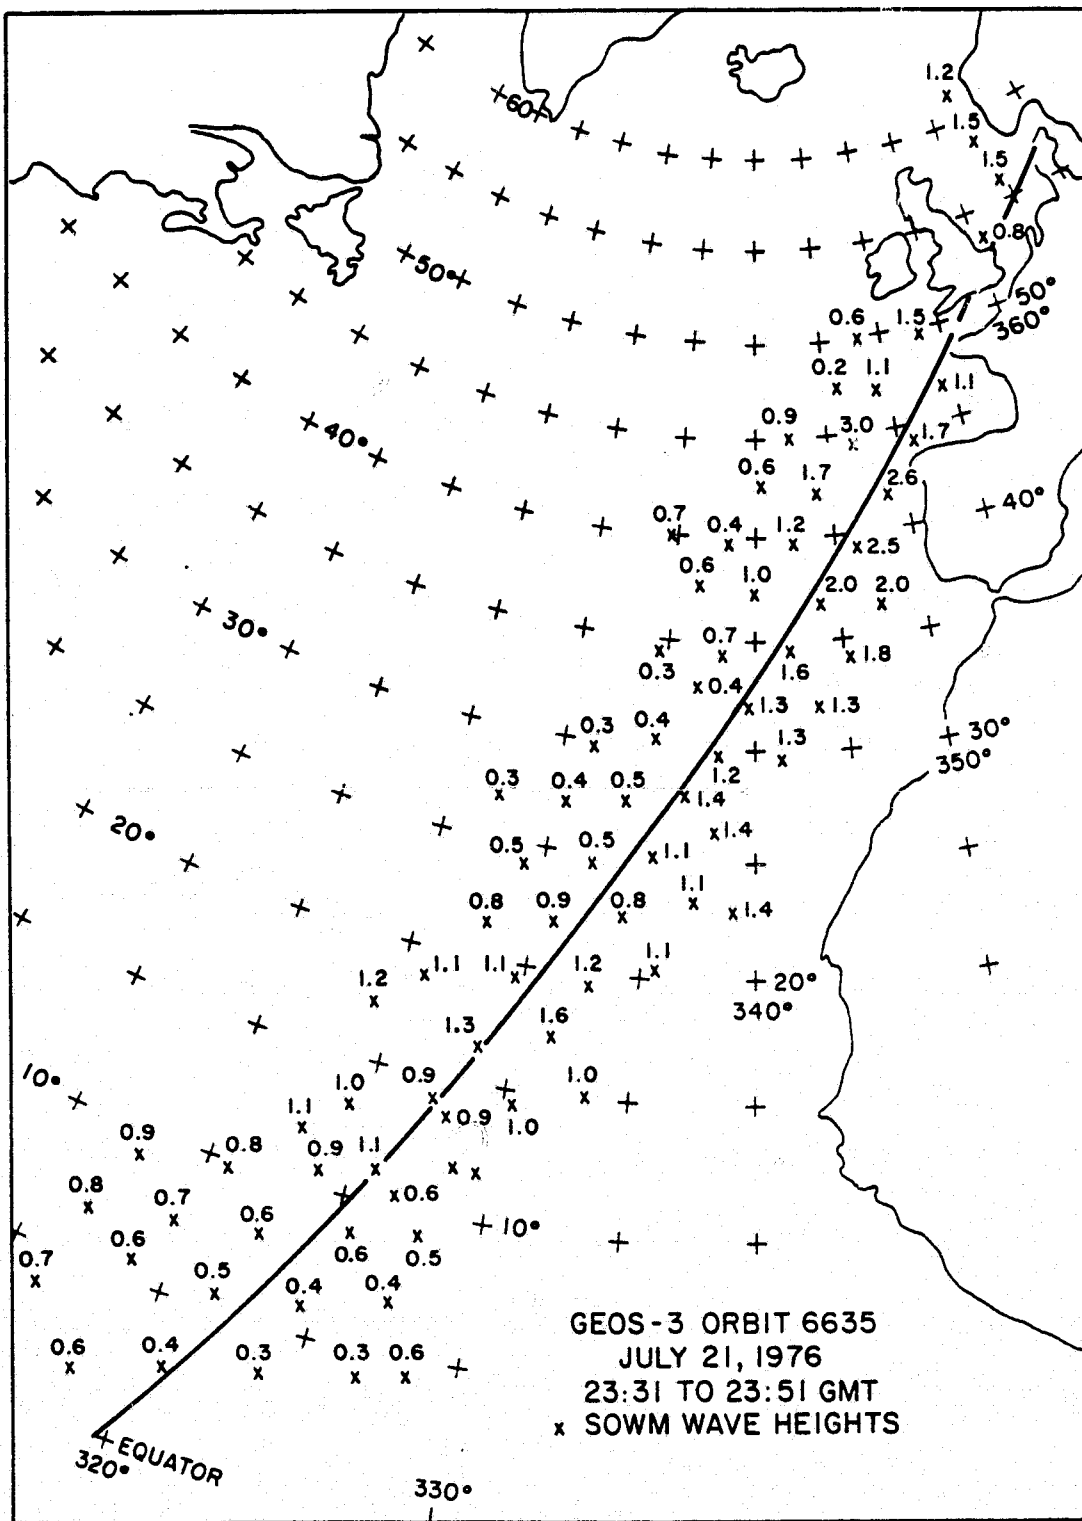 1.2
60°
1.5
1.5
0.8
50°
50°
360°
0.6 1.5
0.2 1.1
1.1
40°
0.9 3.0 1.7
0.6 1.7 2.6
40°
0.7 0.4 1.2 2.5
0.6 1.0 2.0 2.0
30°
0.7 1.8
0.3 1.6
0.4
1.3 1.3
0.3 0.4 1.3
30°
350°
1.2
0.3 0.4 0.5 1.4
20°
1.4
0.5 0.5 1.1
1.1
0.8 0.9 0.8 1.4
1.1 1.1 1.1
1.2 1.2 20°
340°
1.3 1.6
10°
1.0 0.9 1.0
1.1 0.9 1.0
0.9 0.8 0.9 1.1
0.8 0.7 0.6
0.6 10°
0.6 0.6 0.5
0.7 0.5 0.4 0.4
0.6 0.4 0.3 0.3 0.6
GEOS-3 ORBIT 6635
JULY 21, 1976
23:31 TO 23:51 GMT
x SOWM WAVE HEIGHTS
EQUATOR
320°
330°